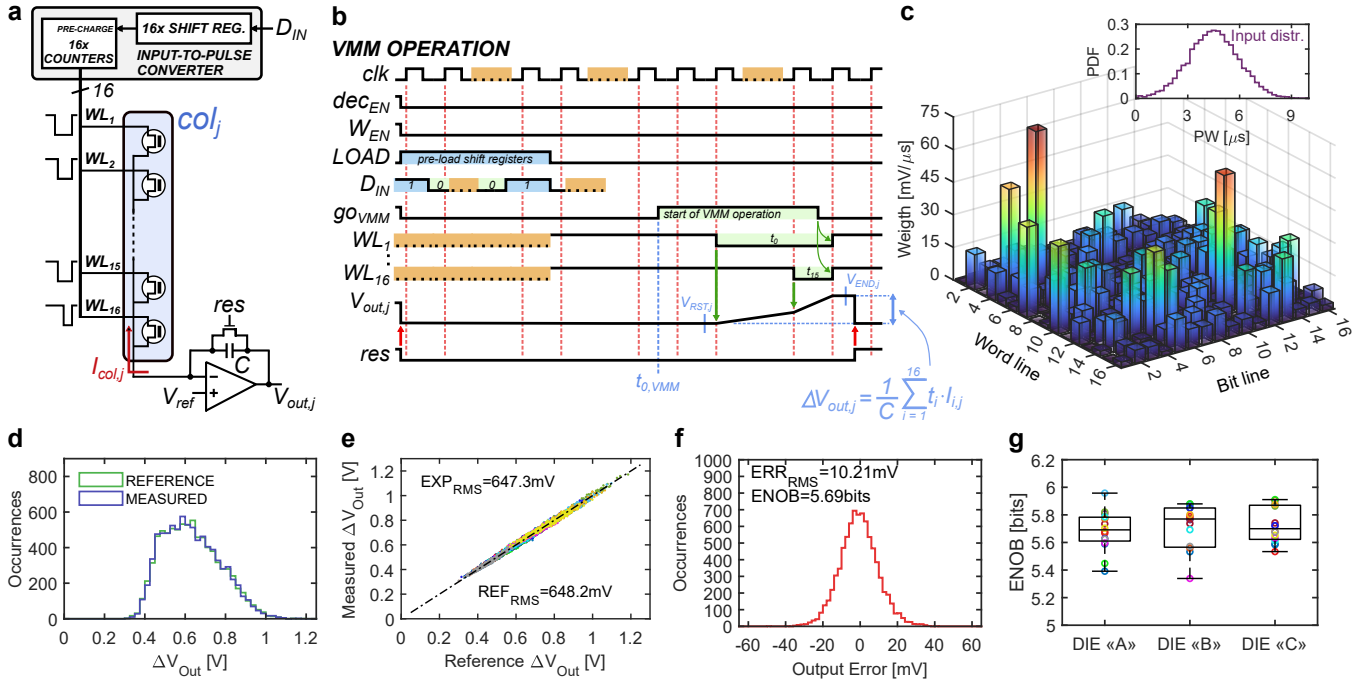 a
PRE-CHARGE
16x
COUNTERS
16x SHIFT REG.
D_IN
INPUT-TO-PULSE
CONVERTER
16
col_j
WL_1
WL_2
WL_15
WL_16
I_col,j
res
C
V_ref
V_out,j
b
VMM OPERATION
clk
dec_EN
W_EN
LOAD
pre-load shift registers
D_IN
1 0 0 1
go_VMM
start of VMM operation
WL_1
t_0
WL_16
t_15
V_out,j
V_RST,j
V_END,j
res
t_0,VMM
ΔV_out,j = 1/C ∑_{i = 1}^{16} t_i · I_i,j
c
Input distr.
PDF
0.3
0.2
0.1
0
0 3 6 9
PW [μs]
Weigth [mV/μs]
75
60
45
30
15
0
2 4 6 8 10 12 14 16
Word line
2 4 6 8 10 12 14 16
Bit line
d
REFERENCE
MEASURED
Occurrences
800
600
400
200
0
0 0.2 0.4 0.6 0.8 1 1.2
ΔV_Out [V]
e
EXP_RMS=647.3mV
REF_RMS=648.2mV
Measured ΔV_Out [V]
1.2
1
0.8
0.6
0.4
0.2
0
0 0.2 0.4 0.6 0.8 1 1.2
Reference ΔV_Out [V]
f
ERR_RMS=10.21mV
ENOB=5.69bits
Occurrences
1000
900
800
700
600
500
400
300
200
100
0
-60 -40 -20 0 20 40 60
Output Error [mV]
g
ENOB [bits]
6.2
6
5.8
5.6
5.4
5.2
5
DIE «A» DIE «B» DIE «C»